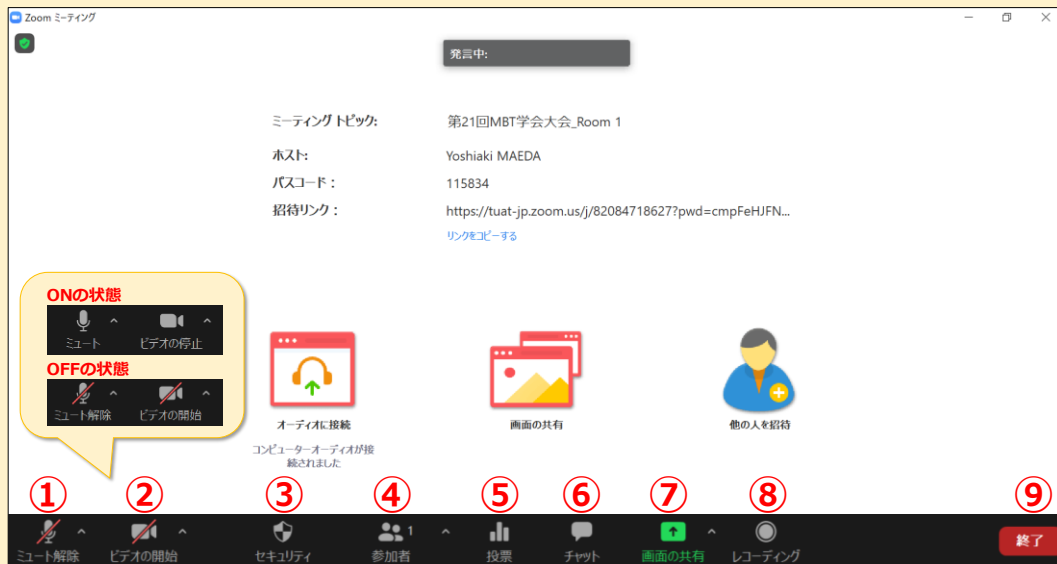 Zoom ミーティング
発言中:
ミーティング トピック:
第21回MBT学会大会_Room 1
ホスト:
Yoshiaki MAEDA
パスコード：
115834
招待リンク：
https://tuat-jp.zoom.us/j/82084718627?pwd=cmpFeHJFN...
リンクをコピーする
ONの状態
ミュート
ビデオの停止
OFFの状態
ミュート解除
ビデオの開始
オーディオに接続
画面の共有
他の人を招待
コンピューターオーディオが接
続されました
① ② ③ ④ ⑤ ⑥ ⑦ ⑧ ⑨
ミュート解除
ビデオの開始
セキュリティ
1
参加者
投票
チャット
画面の共有
レコーディング
終了